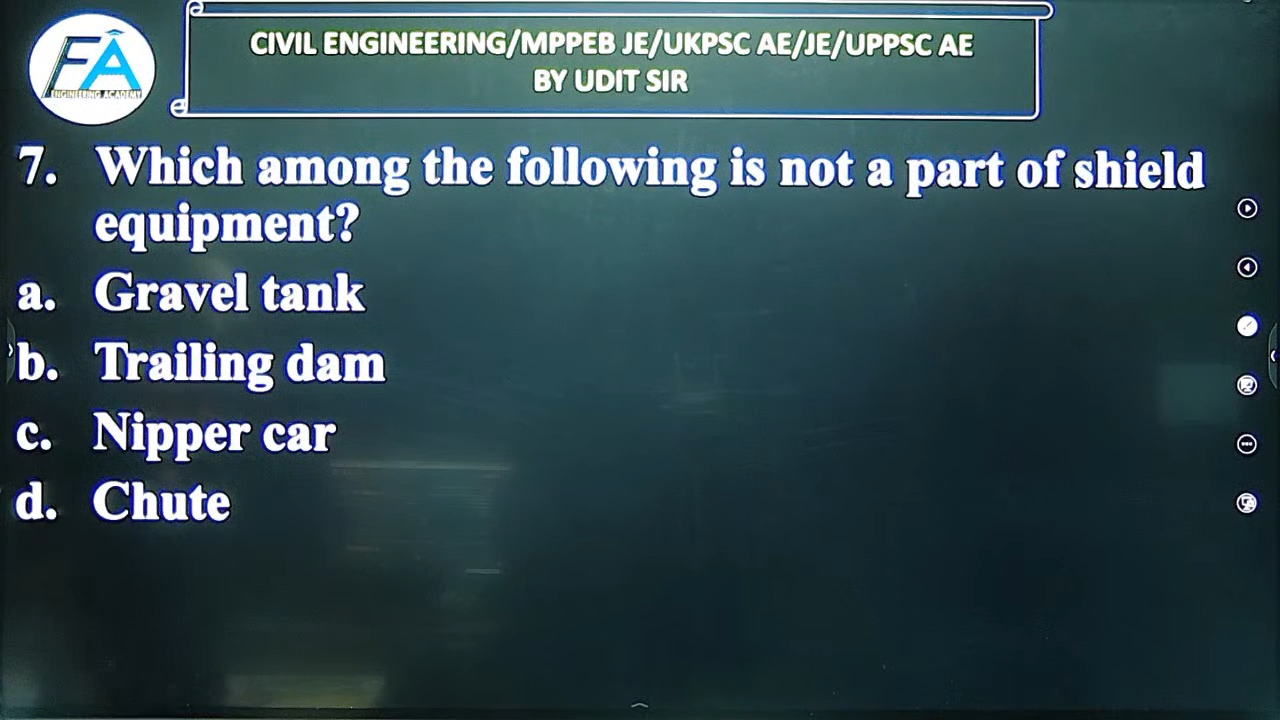 FA
ENGINEERING ACADEMY
CIVIL ENGINEERING/MPPEB JE/UKPSC AE/JE/UPPSC AE
BY UDIT SIR
7. Which among the following is not a part of shield
equipment?
a. Gravel tank
b. Trailing dam
c. Nipper car
d. Chute